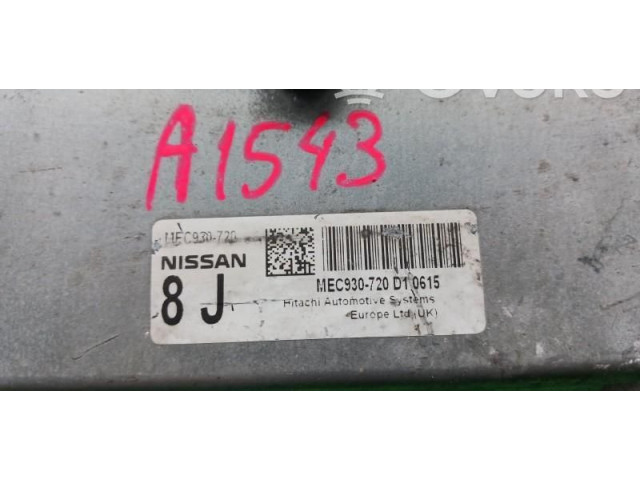 A1543
MEC930-720
NISSAN
8 J
MEC930-720 D1 0615
Hitachi Automotive Systems
Europe Ltd.(UK)